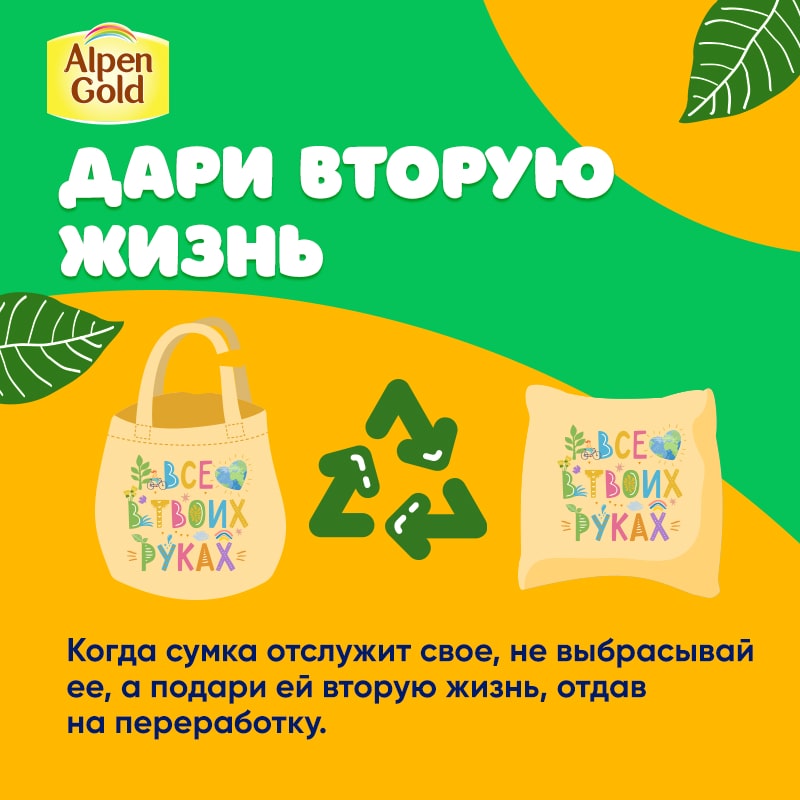 Alpen
Gold
ДАРИ ВТОРУЮ
ЖИЗНЬ
ВСЕ
В ТВОИХ
РУКАХ
ВСЕ
В ТВОИХ
РУКАХ
Когда сумка отслужит свое, не выбрасывай
ее, а подари ей вторую жизнь, отдав
на переработку.